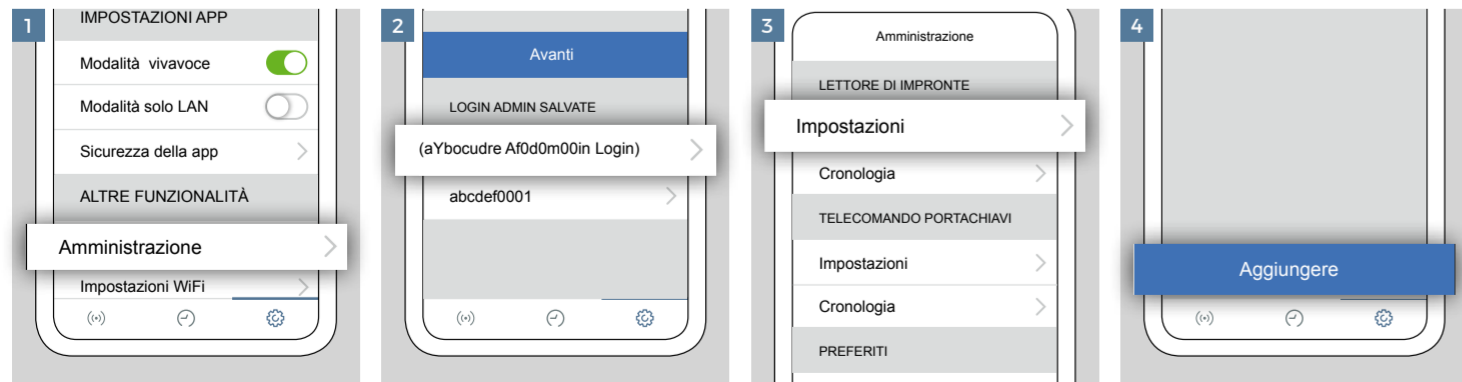 1
IMPOSTAZIONI APP
Modalità vivavoce
Modalità solo LAN
Sicurezza della app
ALTRE FUNZIONALITÀ
Amministrazione
Impostazioni WiFi
2
Avanti
LOGIN ADMIN SALVATE
(aYbocudre Af0d0m00in Login)
abcdef0001
3
Amministrazione
LETTORE DI IMPRONTE
Impostazioni
Cronologia
TELECOMANDO PORTACHIAVI
Impostazioni
Cronologia
PREFERITI
4
Aggiungere